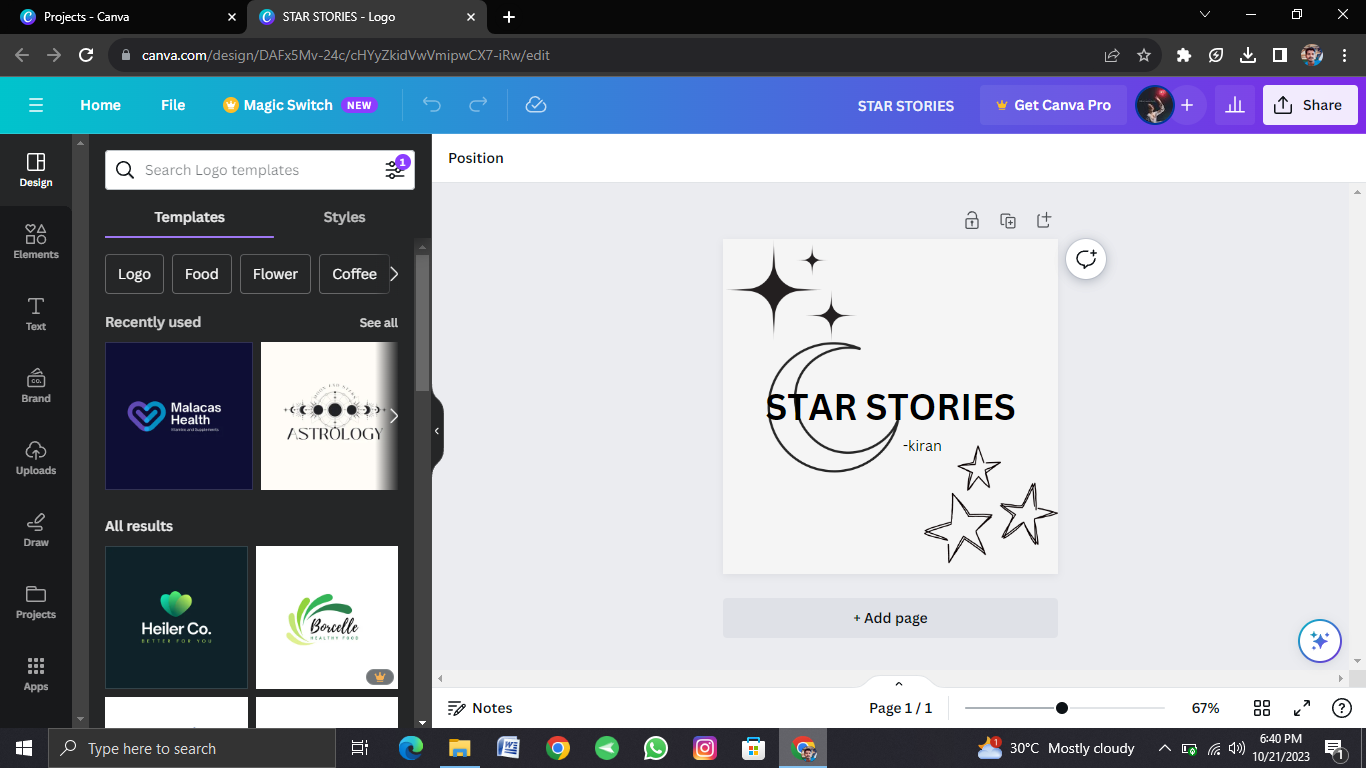 Projects - Canva
STAR STORIES - Logo
canva.com/design/DAFx5Mv-24c/cHYyZkidVwVmipwCX7-iRw/edit
Home
File
Magic Switch
NEW
STAR STORIES
Get Canva Pro
Share
Design
Elements
Text
CO.
Brand
Uploads
Draw
Projects
Apps
Search Logo templates
1
Templates
Styles
Logo
Food
Flower
Coffee
Recently used
See all
Malacas
Health
Vitamins and Supplements
ASTROLOGY
All results
Heiler Co.
BETTER FOR YOU
Borcelle
HEALTHY FOOD
Position
STAR STORIES
-kiran
+ Add page
Notes
Page 1 / 1
67%
Type here to search
1
30°C Mostly cloudy
6:40 PM
10/21/2023
1